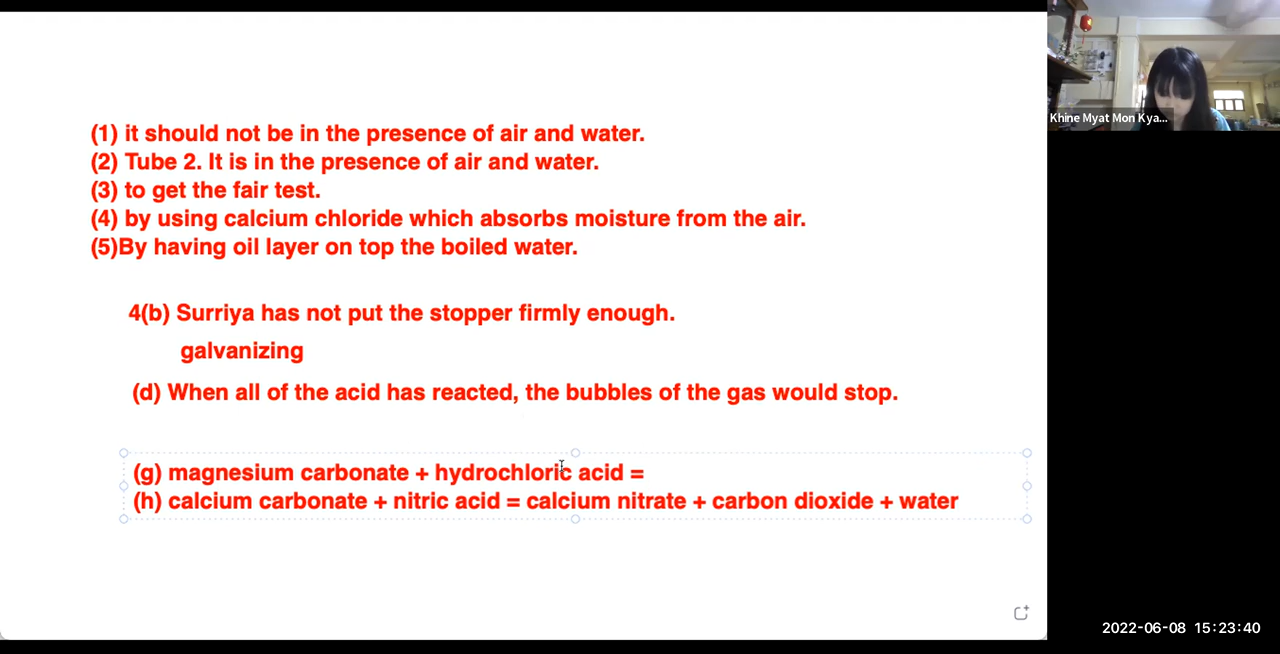 (1) it should not be in the presence of air and water.
(2) Tube 2. It is in the presence of air and water.
(3) to get the fair test.
(4) by using calcium chloride which absorbs moisture from the air.
(5)By having oil layer on top the boiled water.
4(b) Surriya has not put the stopper firmly enough.
galvanizing
(d) When all of the acid has reacted, the bubbles of the gas would stop.
(g) magnesium carbonate + hydrochloric acid =
(h) calcium carbonate + nitric acid = calcium nitrate + carbon dioxide + water
Khine Myat Mon Kya...
2022-06-08 15:23:40